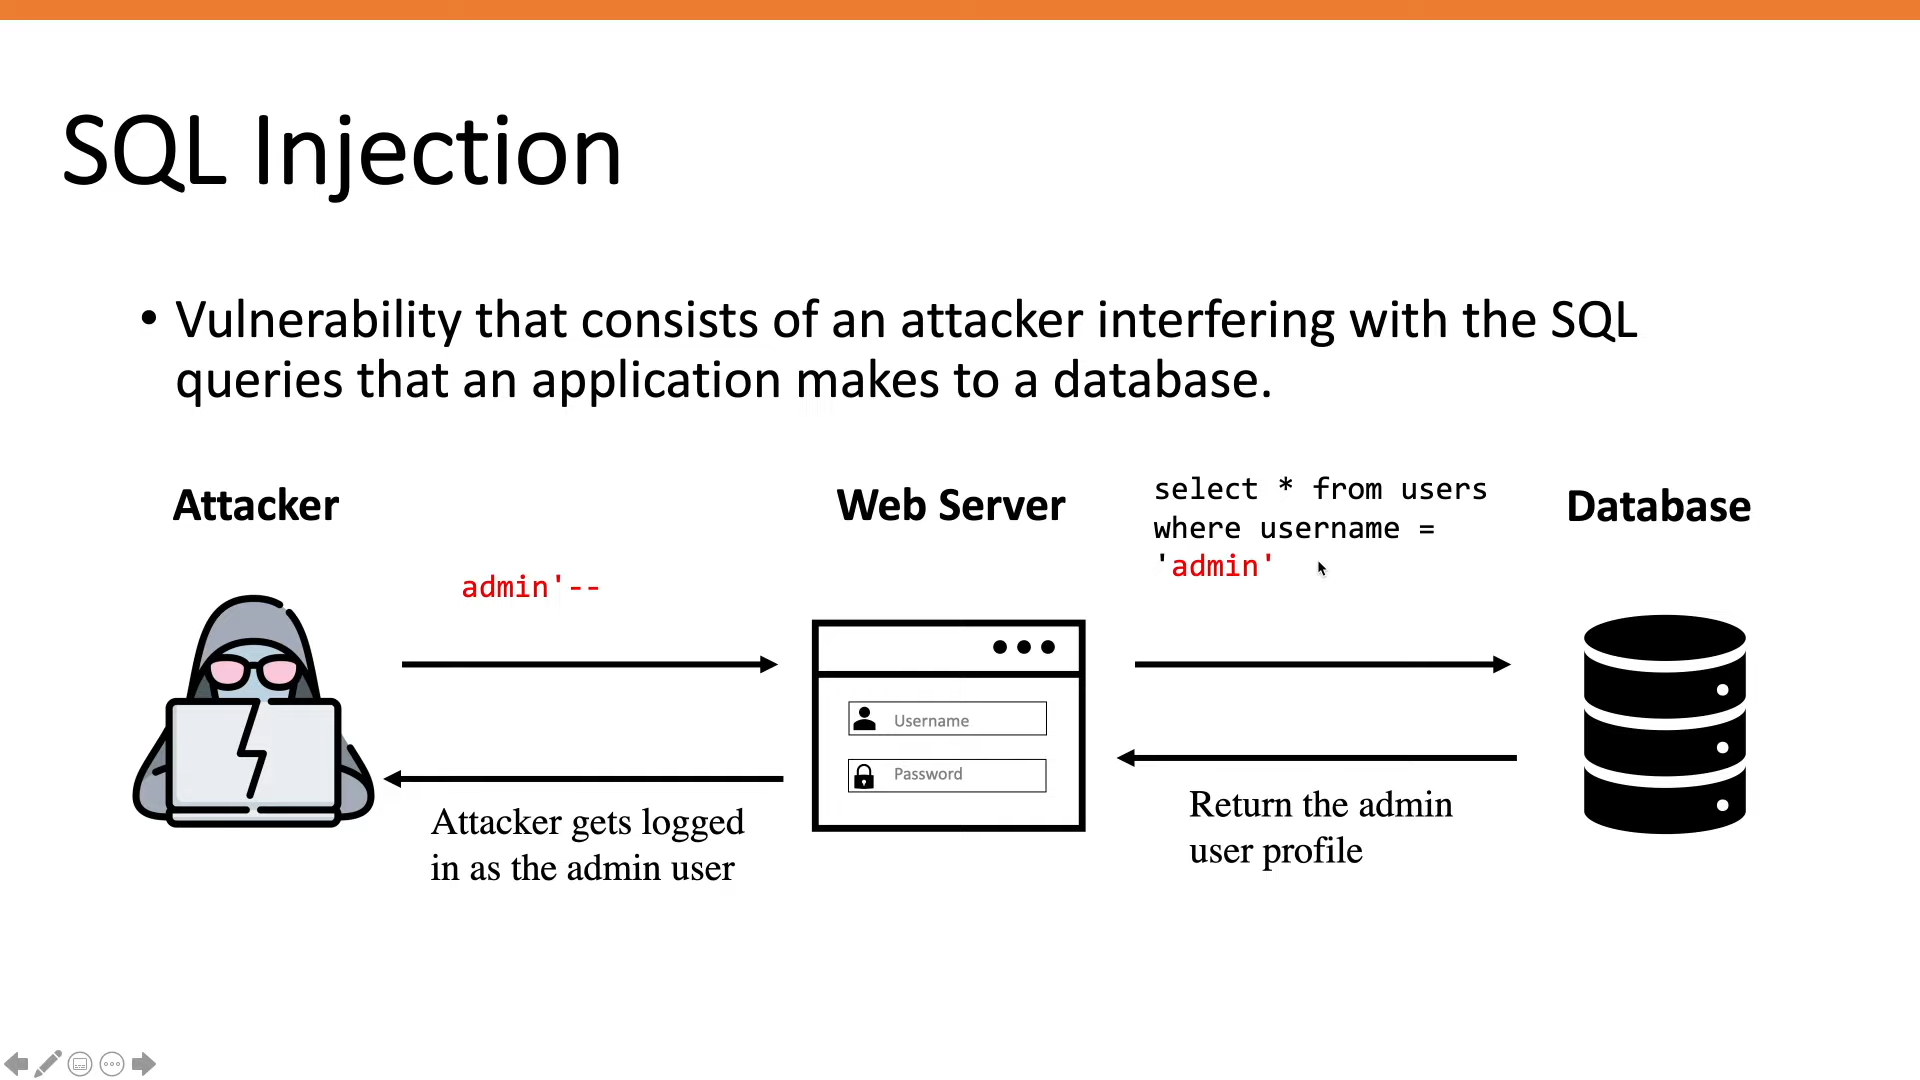 SQL Injection
• Vulnerability that consists of an attacker interfering with the SQL
queries that an application makes to a database.
Attacker
Web Server
select * from users
where username =
'admin'
Database
admin'--
Username
Password
Attacker gets logged
in as the admin user
Return the admin
user profile